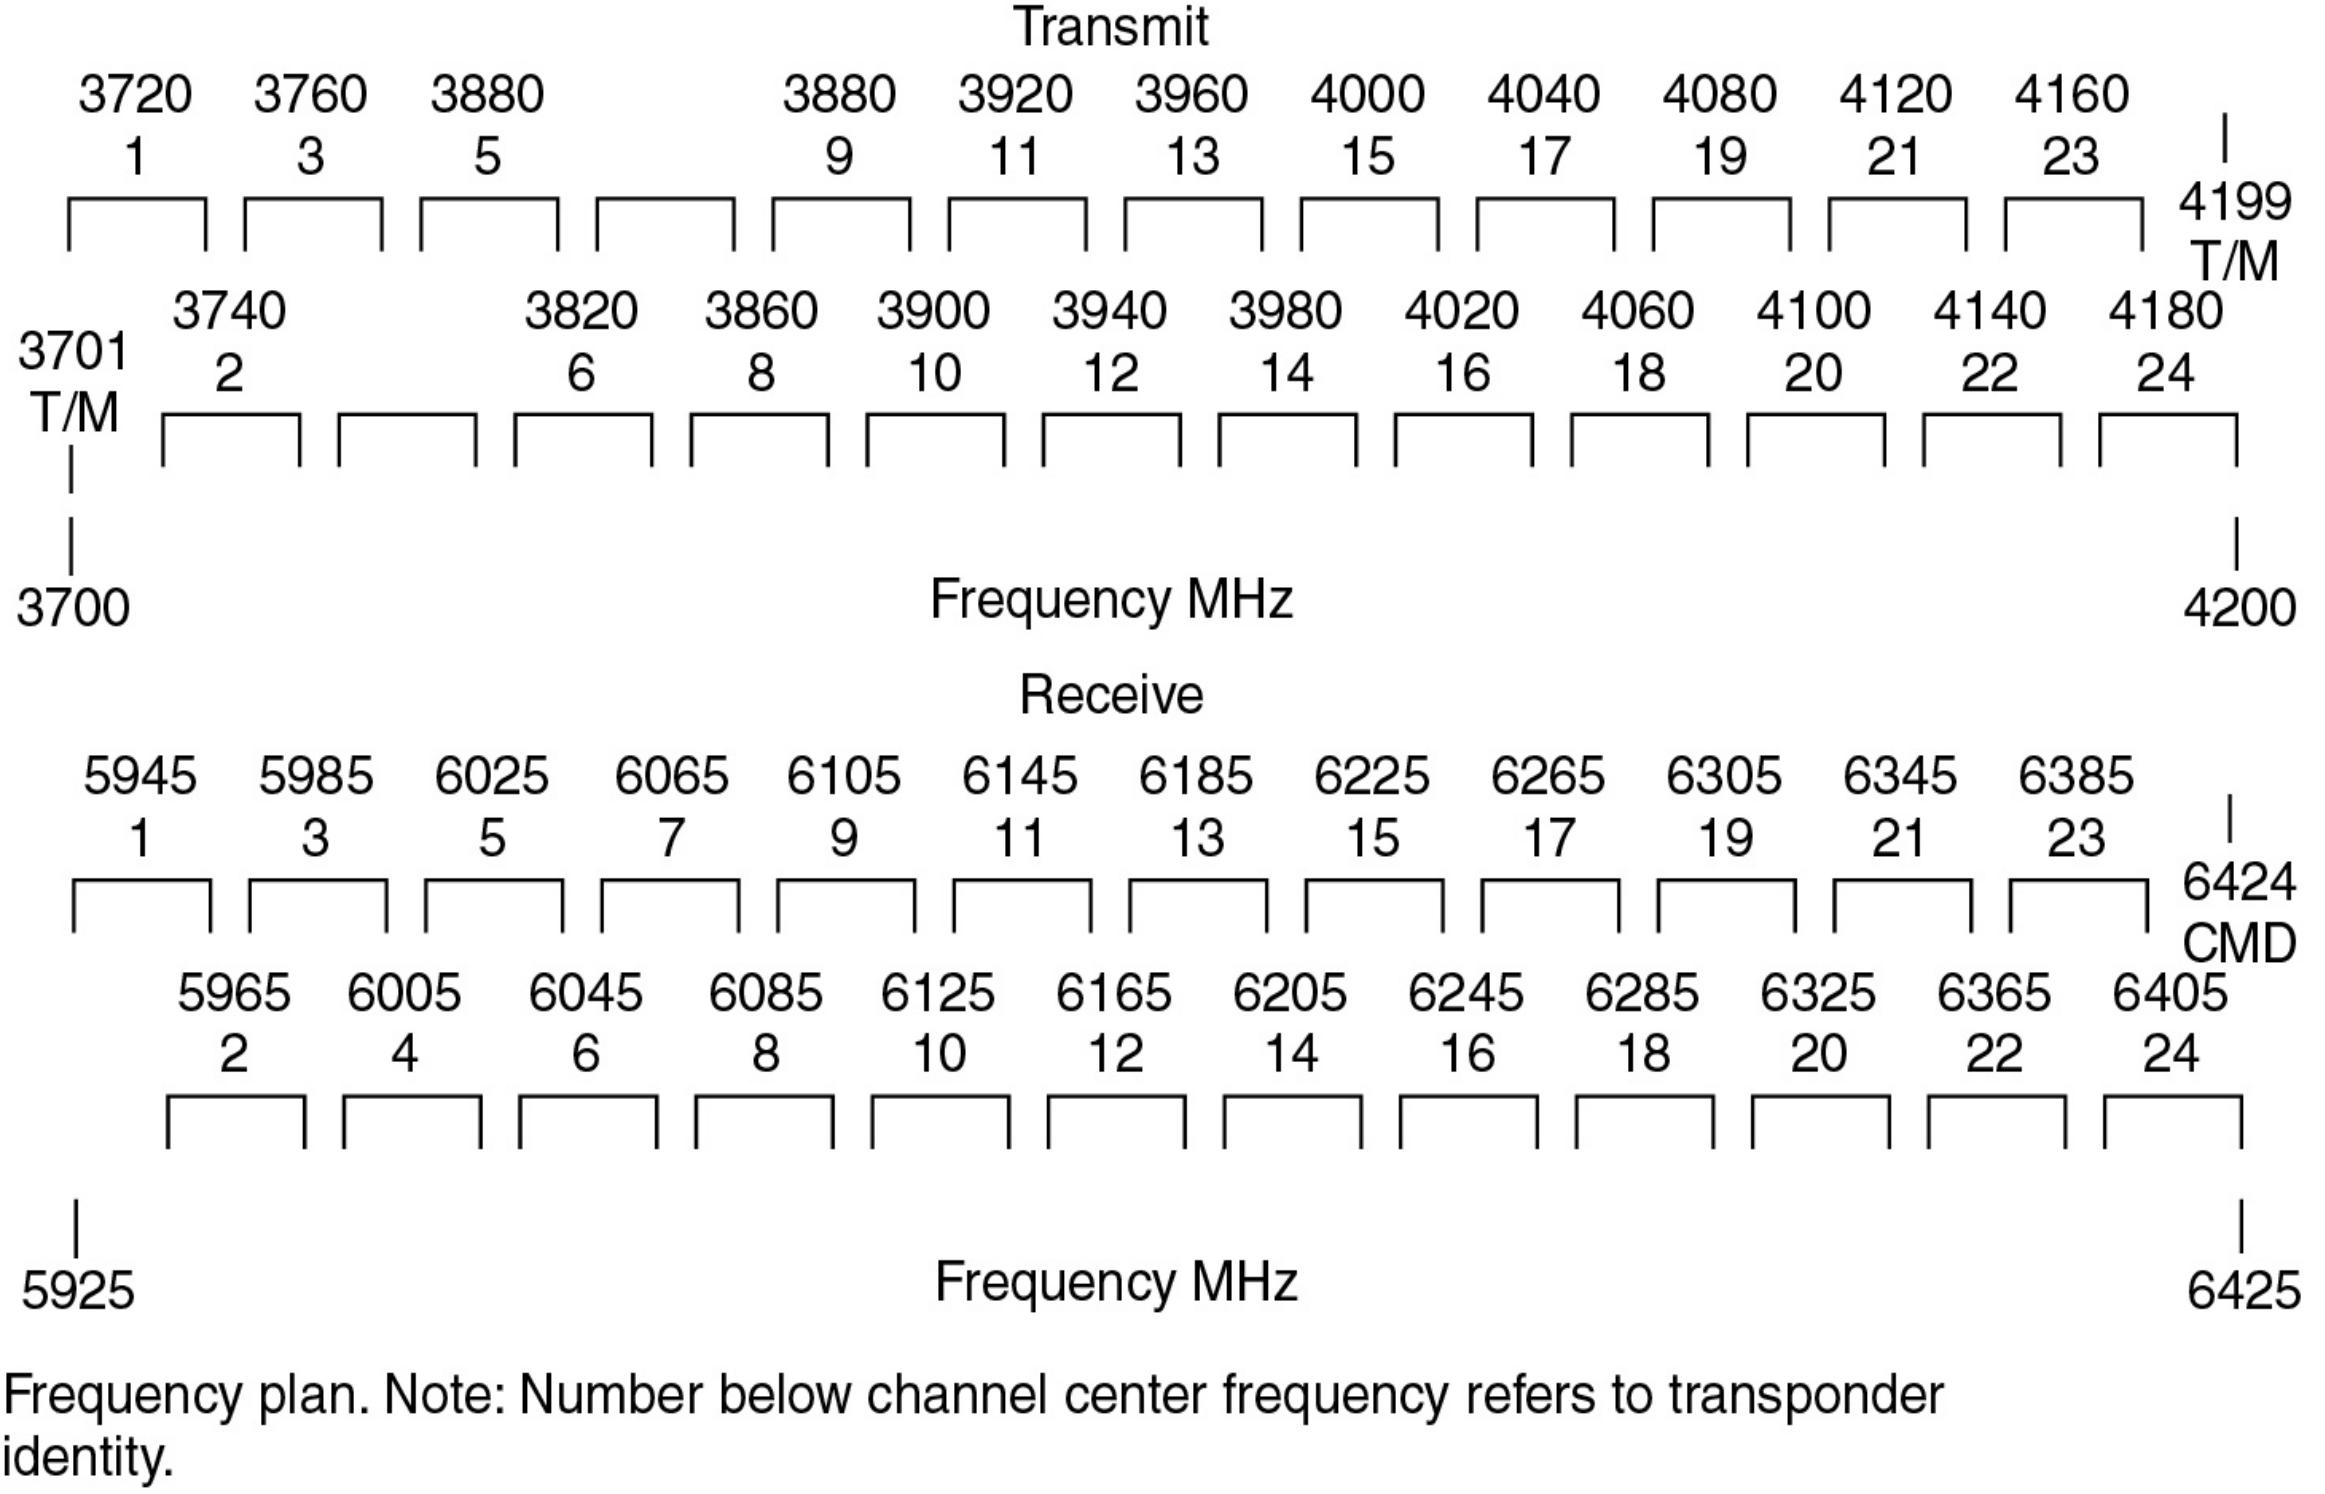 Transmit
3720 3760 3880 3880 3920 3960 4000 4040 4080 4120 4160
1 3 5 9 11 13 15 17 19 21 23
4199
T/M
3740 3820 3860 3900 3940 3980 4020 4060 4100 4140 4180
3701
2 6 8 10 12 14 16 18 20 22 24
T/M
3700 Frequency MHz 4200
Receive
5945 5985 6025 6065 6105 6145 6185 6225 6265 6305 6345 6385
1 3 5 7 9 11 13 15 17 19 21 23
6424
CMD
5965 6005 6045 6085 6125 6165 6205 6245 6285 6325 6365 6405
2 4 6 8 10 12 14 16 18 20 22 24
5925 Frequency MHz 6425
Frequency plan. Note: Number below channel center frequency refers to transponder
identity.